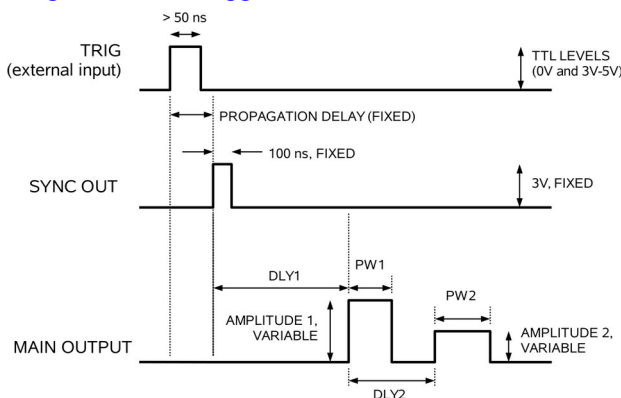 > 50 ns
TRIG
(external input)
TTL LEVELS
(0V and 3V-5V)
PROPAGATION DELAY (FIXED)
100 ns, FIXED
SYNC OUT
3V, FIXED
DLY1
PW1
PW2
AMPLITUDE 1,
VARIABLE
AMPLITUDE 2,
VARIABLE
MAIN OUTPUT
DLY2